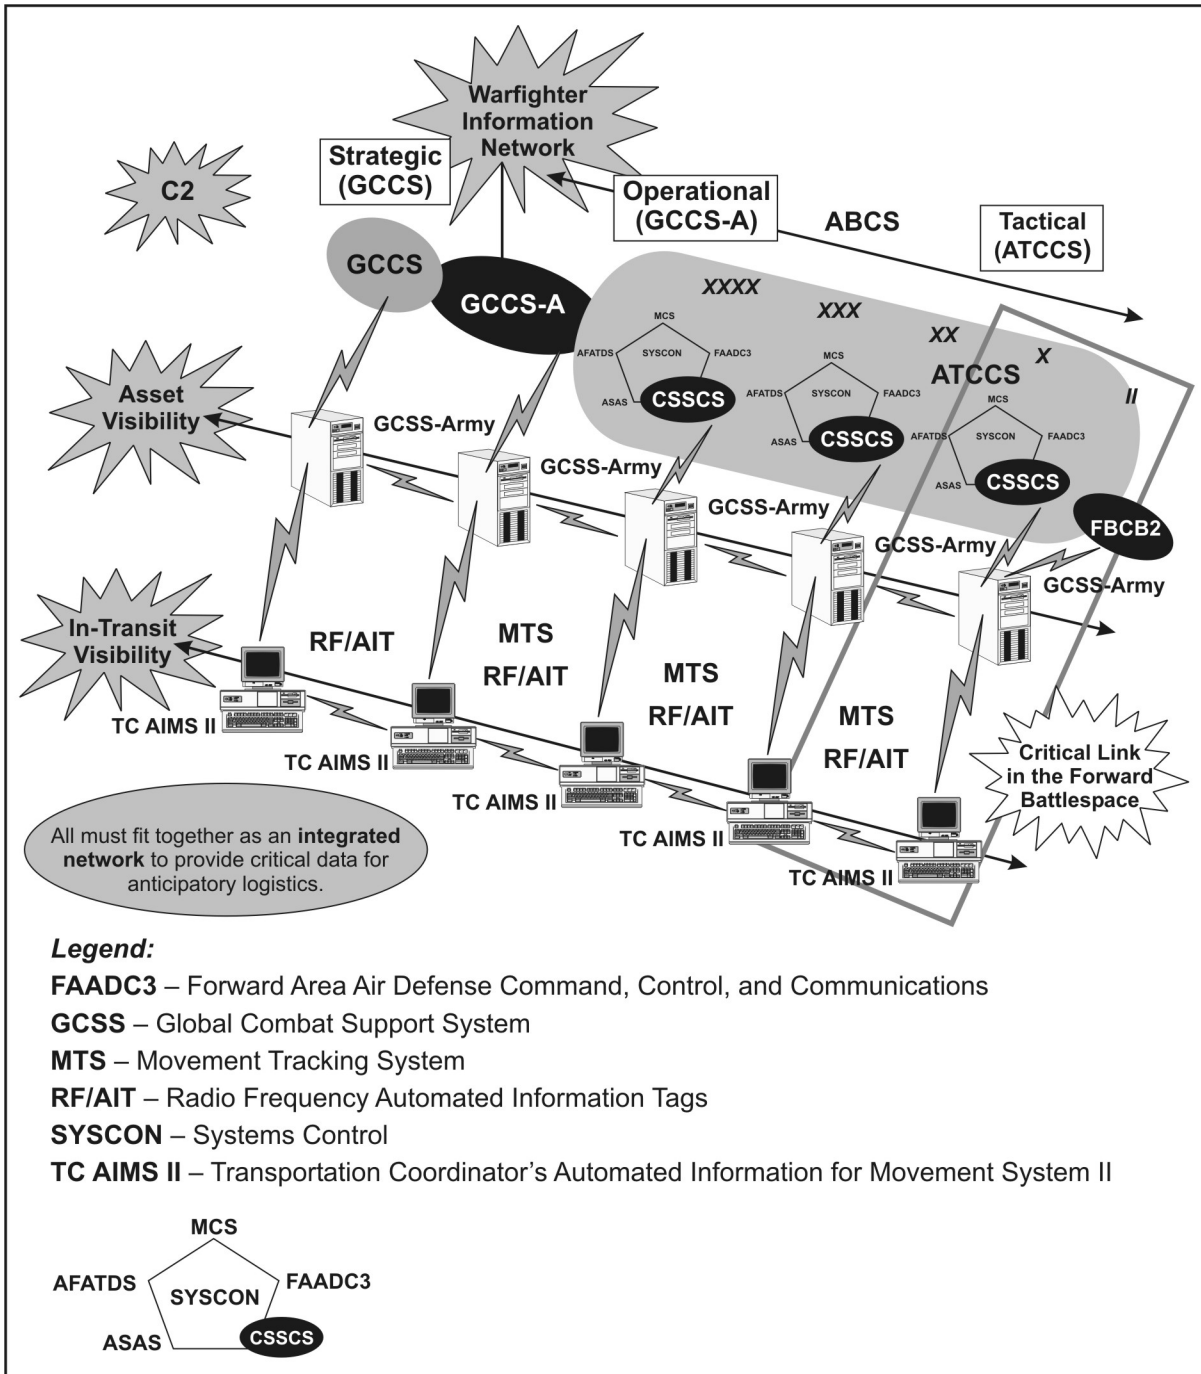 Warfighter
Information
Network
Strategic
(GCCS)
C2
Operational
(GCCS-A)
ABCS
Tactical
(ATCCS)
GCCS
GCCS-A
XXXX
XXX
XX
X
II
ATCCS
MCS
AFATDS
SYSCON
FAADC3
ASAS
CSSCS
MCS
AFATDS
SYSCON
FAADC3
ASAS
CSSCS
MCS
AFATDS
SYSCON
FAADC3
ASAS
CSSCS
FBCB2
Asset
Visibility
GCSS-Army
GCSS-Army
GCSS-Army
GCSS-Army
GCSS-Army
In-Transit
Visibility
RF/AIT
MTS
RF/AIT
MTS
RF/AIT
MTS
RF/AIT
TC AIMS II
TC AIMS II
TC AIMS II
TC AIMS II
TC AIMS II
Critical Link
in the Forward
Battlespace
All must fit together as an integrated
network to provide critical data for
anticipatory logistics.
Legend:
FAADC3 – Forward Area Air Defense Command, Control, and Communications
GCSS – Global Combat Support System
MTS – Movement Tracking System
RF/AIT – Radio Frequency Automated Information Tags
SYSCON – Systems Control
TC AIMS II – Transportation Coordinator’s Automated Information for Movement System II
MCS
AFATDS
FAADC3
SYSCON
ASAS
CSSCS